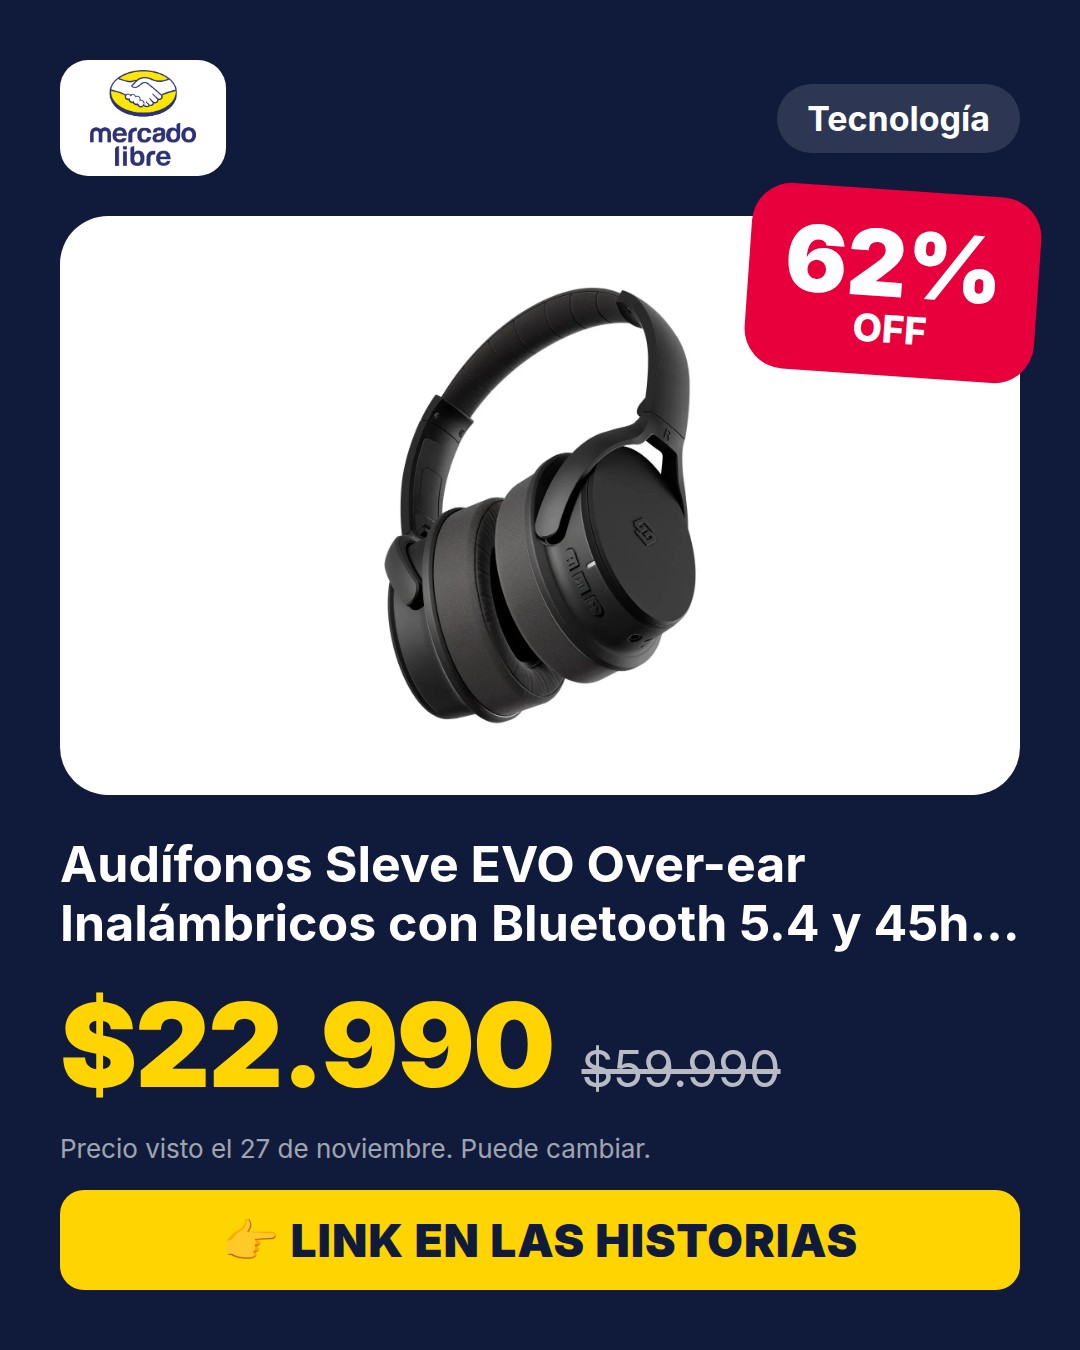 mercado
libre
Tecnología
62%
OFF
R
Audífonos Sleve EVO Over-ear
Inalámbricos con Bluetooth 5.4 y 45h...
$22.990 $59.990
Precio visto el 27 de noviembre. Puede cambiar.
👉 LINK EN LAS HISTORIAS